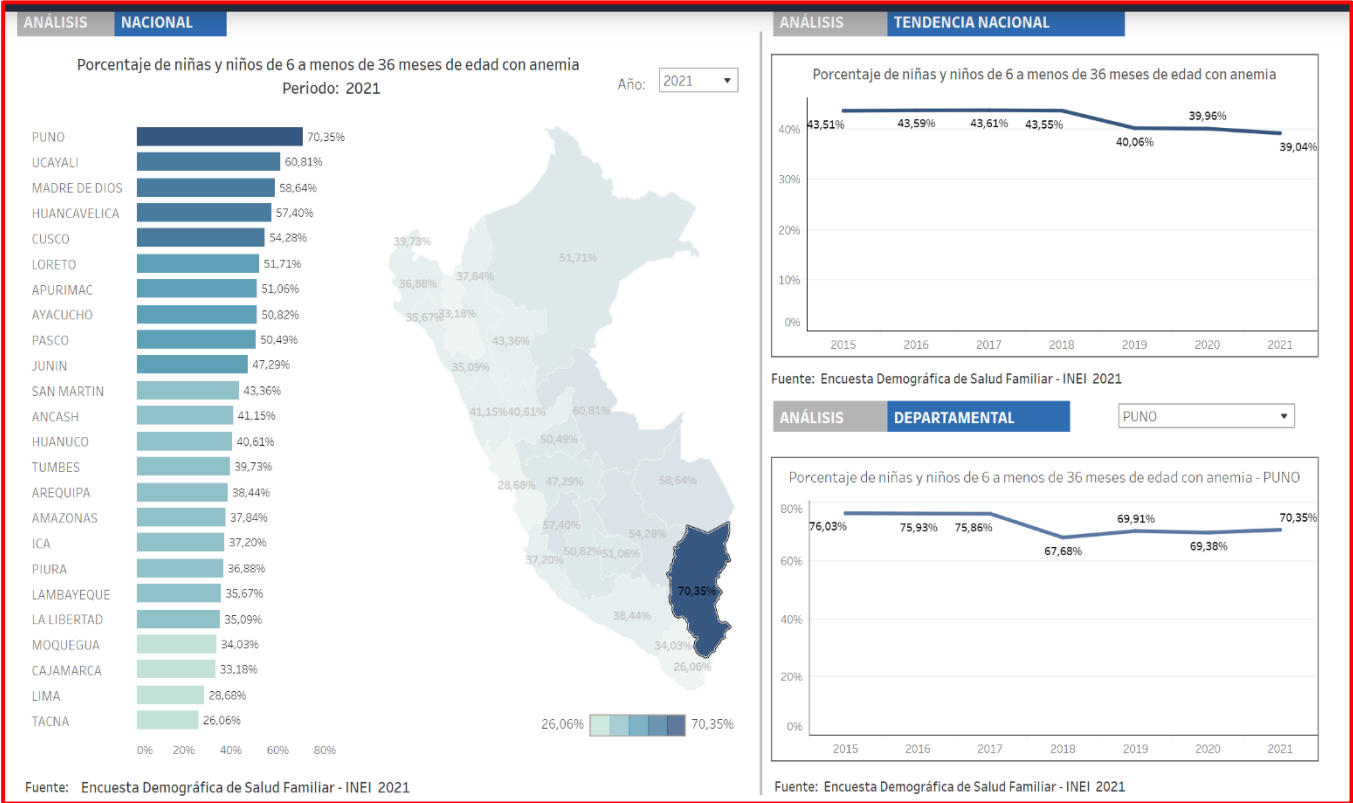 ANÁLISIS NACIONAL
Porcentaje de niñas y niños de 6 a menos de 36 meses de edad con anemia
Periodo: 2021
Año: 2021
PUNO 70,35%
UCAYALI 60,81%
MADRE DE DIOS 58,64%
HUANCAVELICA 57,40%
CUSCO 54,28%
LORETO 51,71%
APURIMAC 51,06%
AYACUCHO 50,82%
PASCO 50,49%
JUNIN 47,29%
SAN MARTIN 43,36%
ANCASH 41,15%
HUANUCO 40,61%
TUMBES 39,73%
AREQUIPA 38,44%
AMAZONAS 37,84%
ICA 37,20%
PIURA 36,88%
LAMBAYEQUE 35,67%
LA LIBERTAD 35,09%
MOQUEGUA 34,03%
CAJAMARCA 33,18%
LIMA 28,68%
TACNA 26,06%
0% 20% 40% 60% 80%
39,73%
51,71%
37,84%
36,88%
35,67% 33,18%
43,36%
35,09%
41,15% 40,61% 60,81%
50,49%
28,68% 47,29% 58,64%
57,40%
54,28%
37,20% 50,82% 51,06%
70,35%
38,44%
34,03%
26,06%
26,06% 70,35%
Fuente: Encuesta Demográfica de Salud Familiar - INEI 2021
ANÁLISIS TENDENCIA NACIONAL
Porcentaje de niñas y niños de 6 a menos de 36 meses de edad con anemia
40%
30%
20%
10%
0%
43,51% 43,59% 43,61% 43,55% 40,06% 39,96% 39,04%
2015 2016 2017 2018 2019 2020 2021
Fuente: Encuesta Demográfica de Salud Familiar - INEI 2021
ANÁLISIS DEPARTAMENTAL PUNO
Porcentaje de niñas y niños de 6 a menos de 36 meses de edad con anemia - PUNO
80%
60%
40%
20%
0%
76,03% 75,93% 75,86% 67,68% 69,91% 69,38% 70,35%
2015 2016 2017 2018 2019 2020 2021
Fuente: Encuesta Demográfica de Salud Familiar - INEI 2021